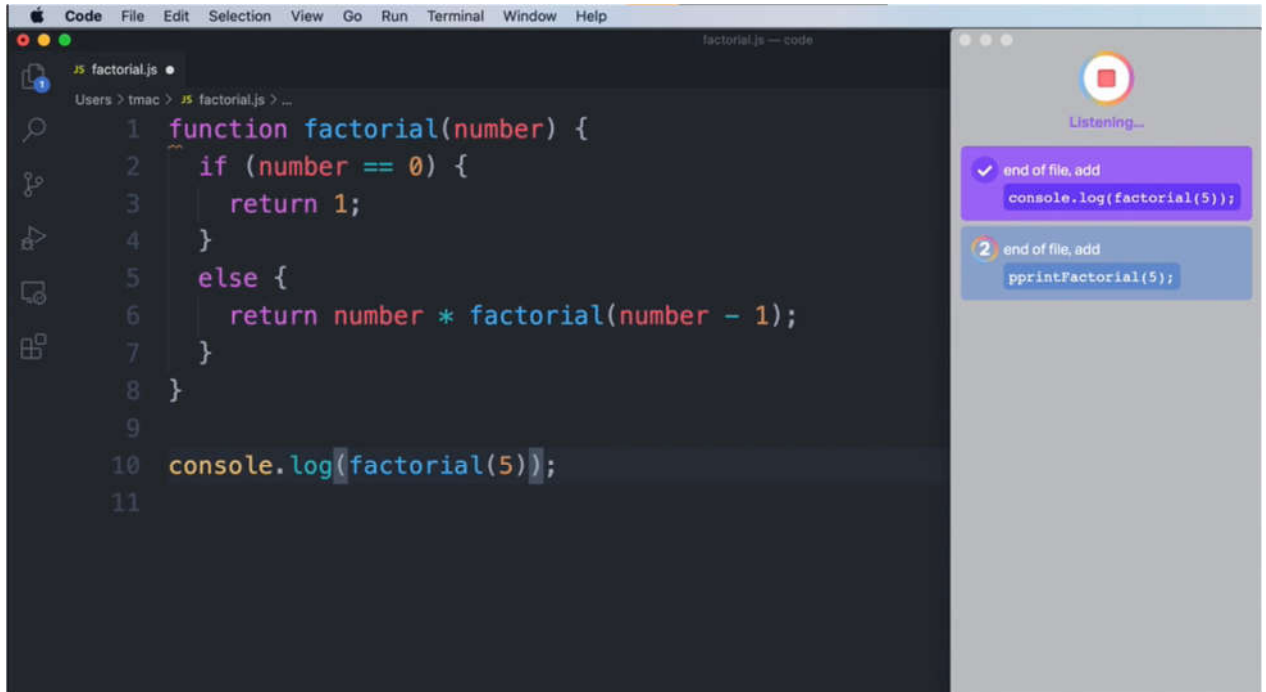 Code File Edit Selection View Go Run Terminal Window Help
factorial.js — code
JS factorial.js ●
1
Users > tmac > JS factorial.js > ...
1 function factorial(number) {
2 if (number == 0) {
3 return 1;
4 }
5 else {
6 return number * factorial(number - 1);
7 }
8 }
9
10 console.log(factorial(5));
11
Listening...
end of file, add
console.log(factorial(5));
2 end of file, add
pprintFactorial(5);